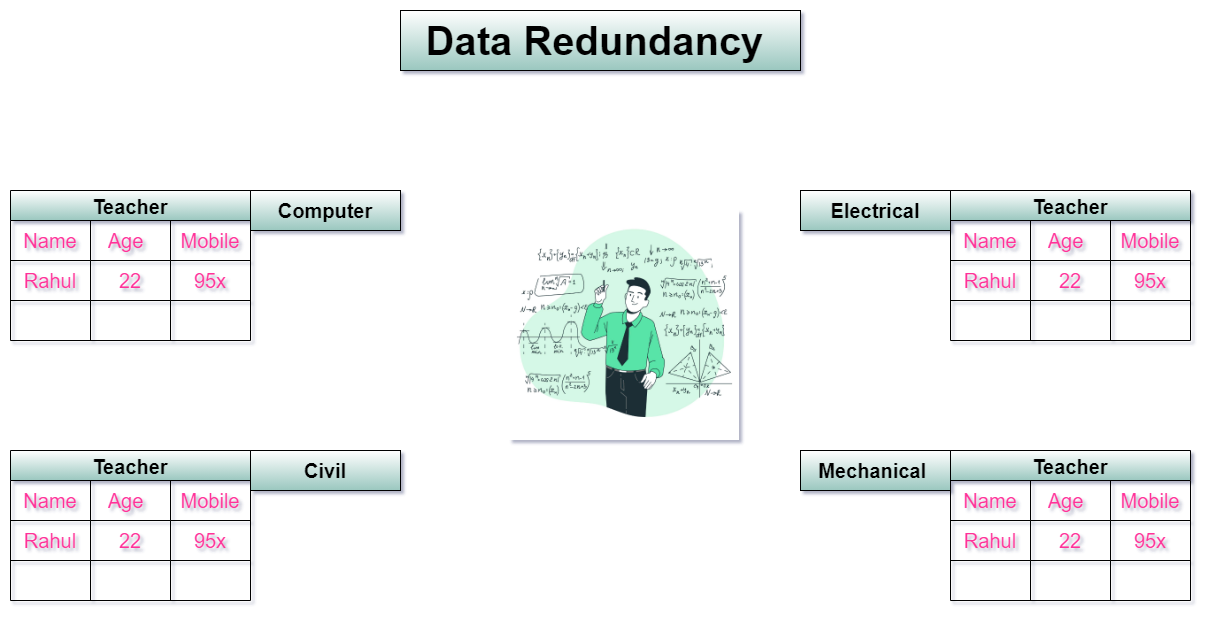 Data Redundancy
Teacher
Computer
Name Age Mobile
Rahul 22 95x
Electrical
Teacher
Name Age Mobile
Rahul 22 95x
Teacher
Civil
Name Age Mobile
Rahul 22 95x
Mechanical
Teacher
Name Age Mobile
Rahul 22 95x